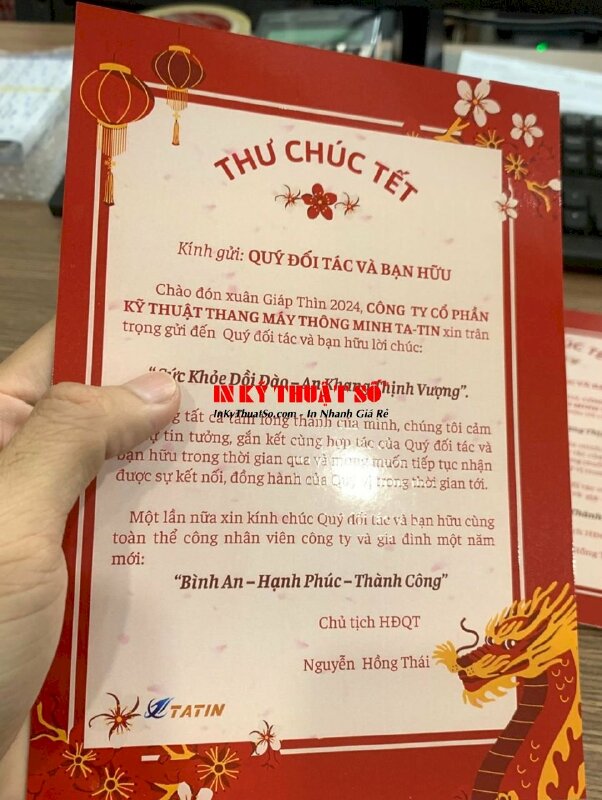 THƯ CHÚC TẾT
Kính gửi: QUÝ ĐỐI TÁC VÀ BẠN HỮU
Chào đón xuân Giáp Thìn 2024, CÔNG TY CỔ PHẦN
KỸ THUẬT THANG MÁY THÔNG MINH TA-TIN xin trân
trọng gửi đến Quý đối tác và bạn hữu lời chúc:
Khỏe Dồi Dào – An Khang Thịnh Vượng”.
IN KỸ THUẬT SỐ
InKyThuatSo.com - In Nhanh Giá Rẻ
tất cả tấm lòng thành của mình, chúng tôi cảm
tin tưởng, gắn kết cùng hợp tác của Quý đối tác và
bạn hữu trong thời gian qua và mong muốn tiếp tục nhận
được sự kết nối, đồng hành của Quý vị trong thời gian tới.
Một lần nữa xin kính chúc Quý đối tác và bạn hữu cùng
toàn thể công nhân viên công ty và gia đình một năm
mới:
“Bình An – Hạnh Phúc – Thành Công”
Chủ tịch HĐQT
Nguyễn Hồng Thái
TATIN